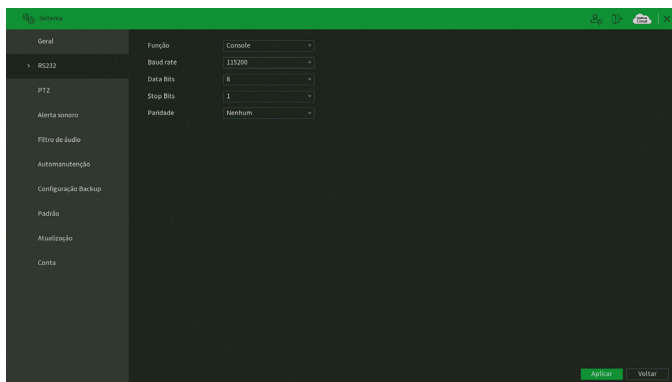 Sistema
Cloud
Geral
RS232
PTZ
Alerta sonoro
Filtro de áudio
Automanutenção
Configuração Backup
Padrão
Atualização
Conta
Função Console
Baud rate 115200
Data Bits 8
Stop Bits 1
Paridade Nenhum
Aplicar Voltar